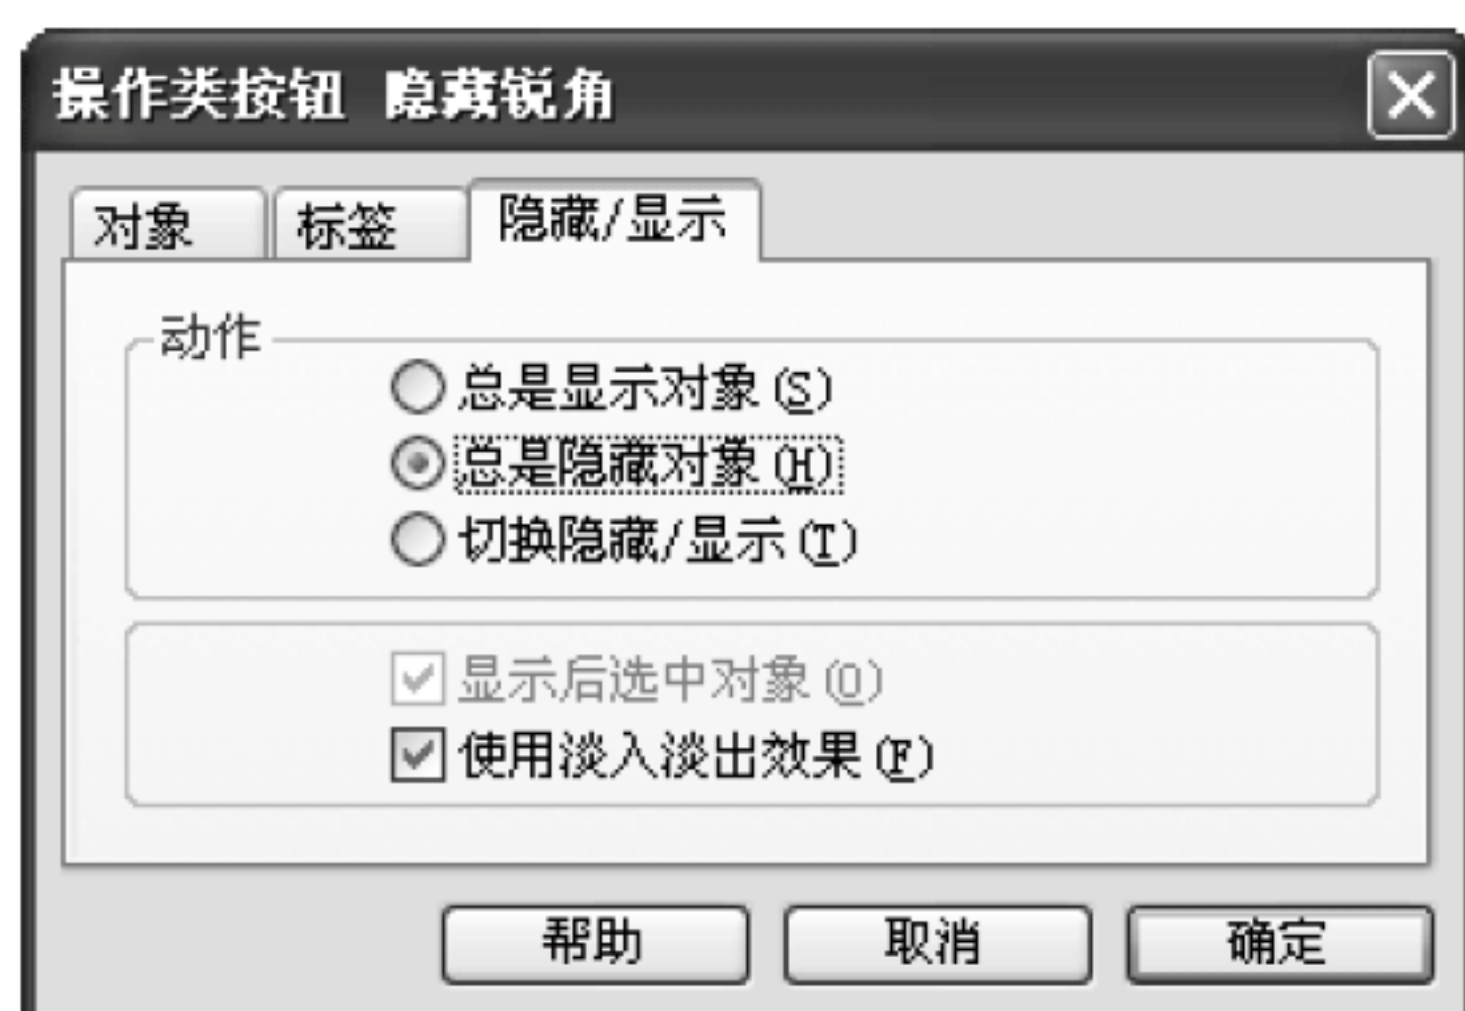 操作类按钮 隐藏锐角
对象 标签 隐藏/显示
动作
总是显示对象(S)
总是隐藏对象(H)
切换隐藏/显示(T)
显示后选中对象(O)
使用淡入淡出效果(F)
帮助 取消 确定